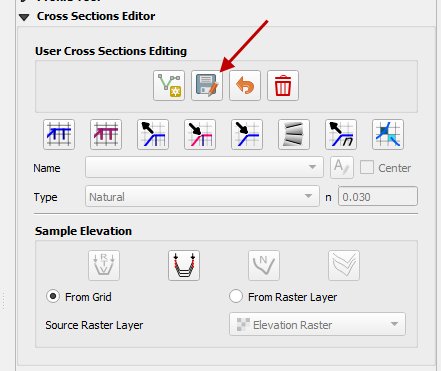 Cross Sections Editor
User Cross Sections Editing
Name Center
Type Natural n 0.030
Sample Elevation
From Grid From Raster Layer
Source Raster Layer Elevation Raster